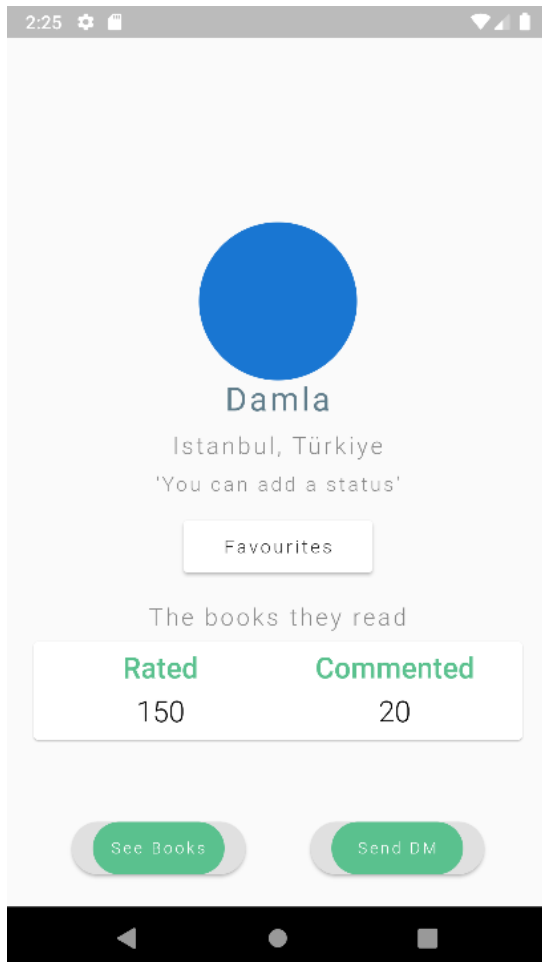 2:25
Damla
Istanbul, Türkiye
'You can add a status'
Favourites
The books they read
Rated Commented
150 20
See Books Send DM